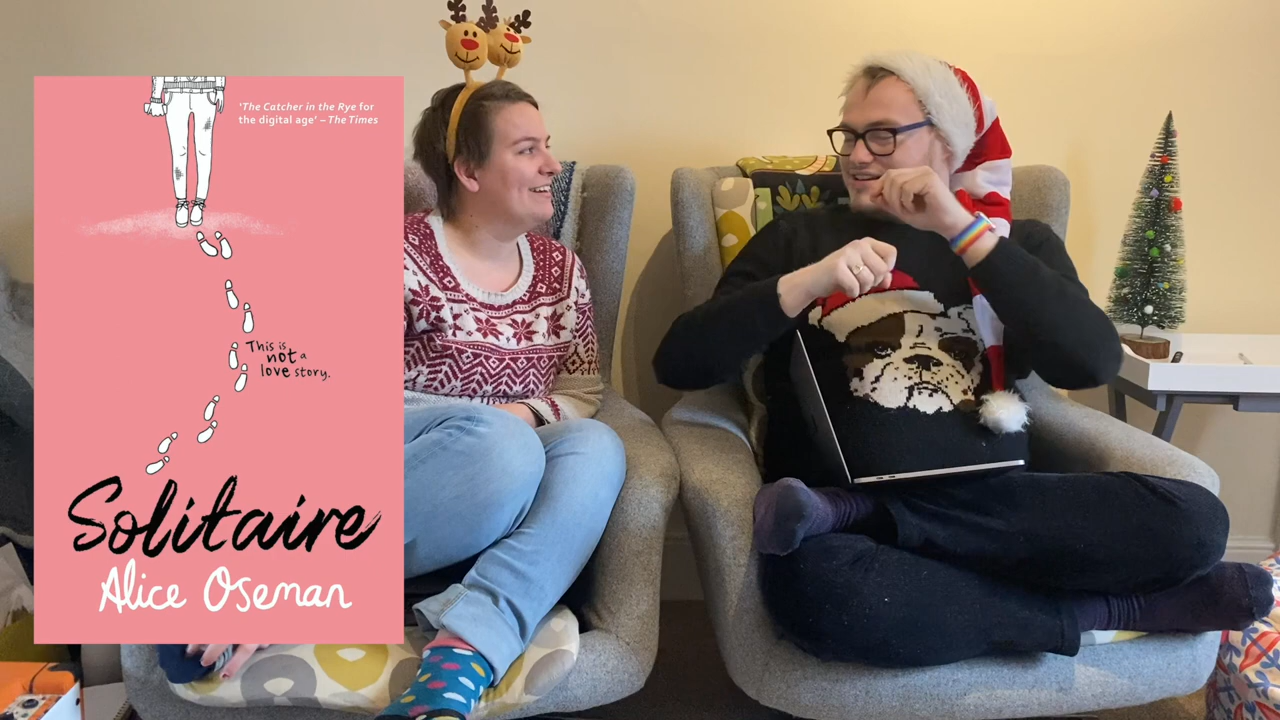 'The Catcher in the Rye for
the digital age' – The Times
This is
not a
love story.
Solitaire
Alice Oseman